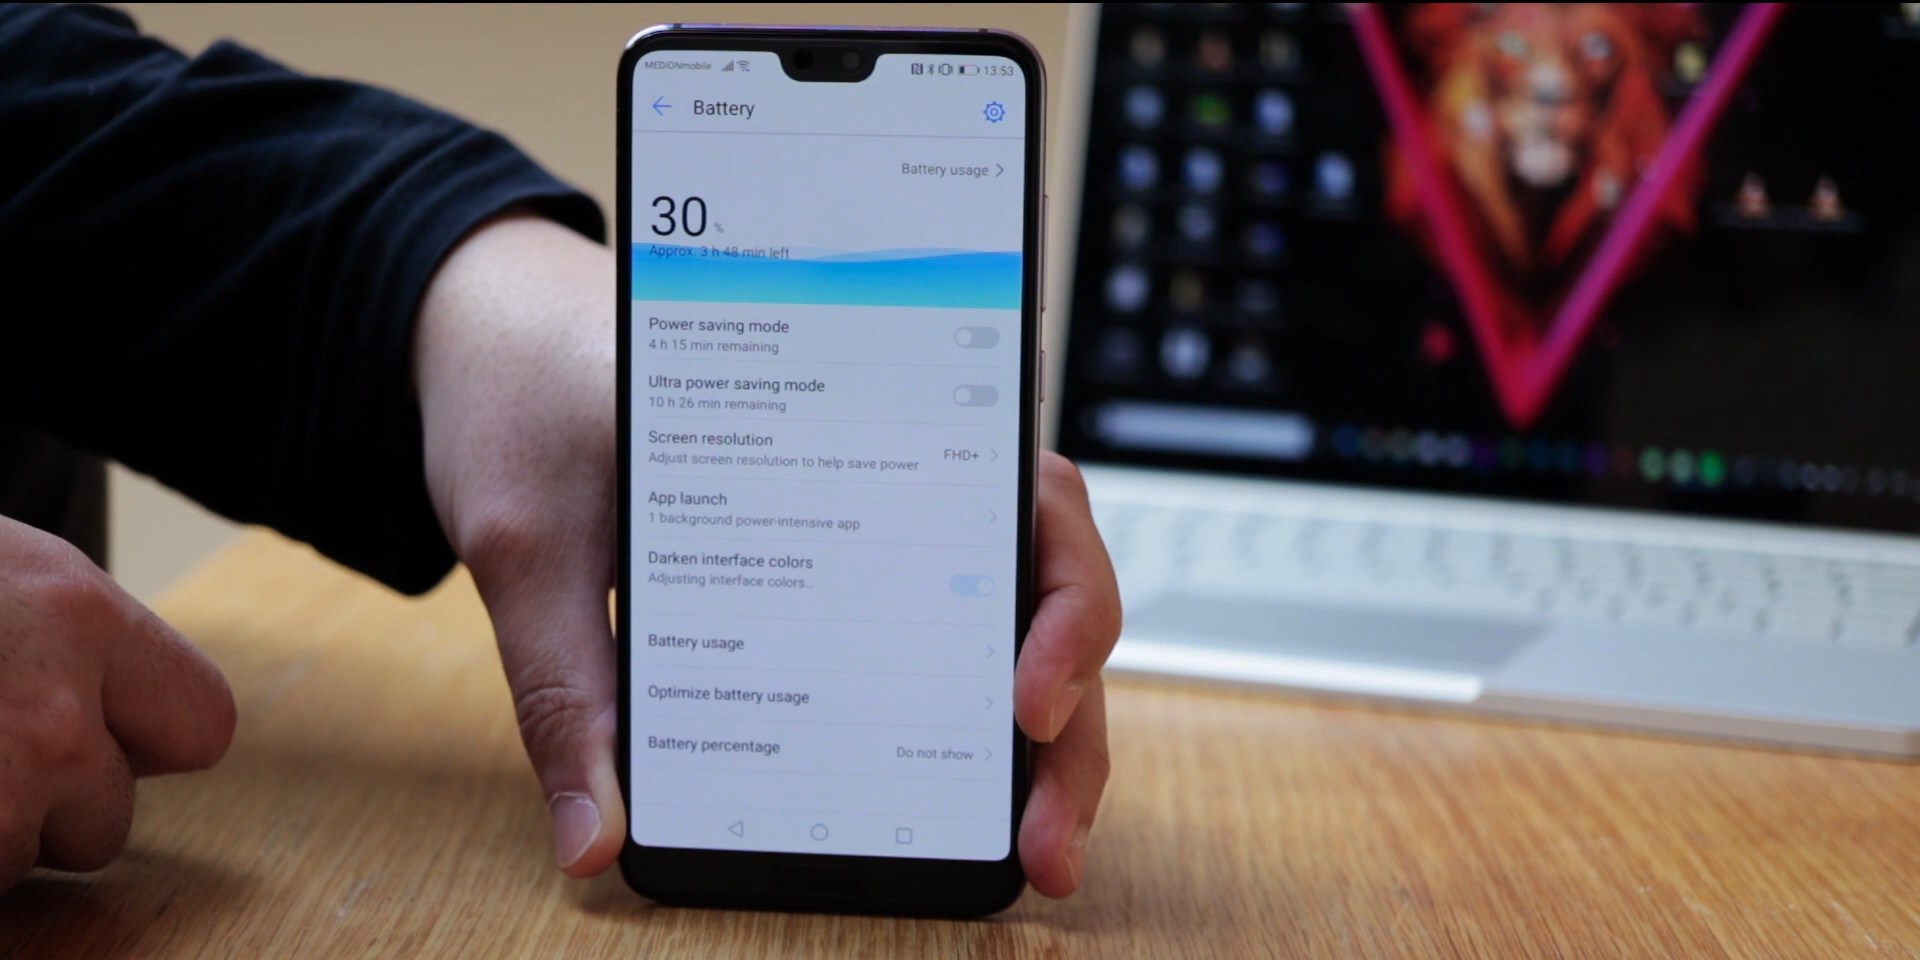 MEDIONmobile 13:53
Battery
Battery usage
30 %
Approx. 3 h 48 min left
Power saving mode
4 h 15 min remaining
Ultra power saving mode
10 h 26 min remaining
Screen resolution
Adjust screen resolution to help save power
FHD+
App launch
1 background power-intensive app
Darken interface colors
Adjusting interface colors...
Battery usage
Optimize battery usage
Battery percentage
Do not show